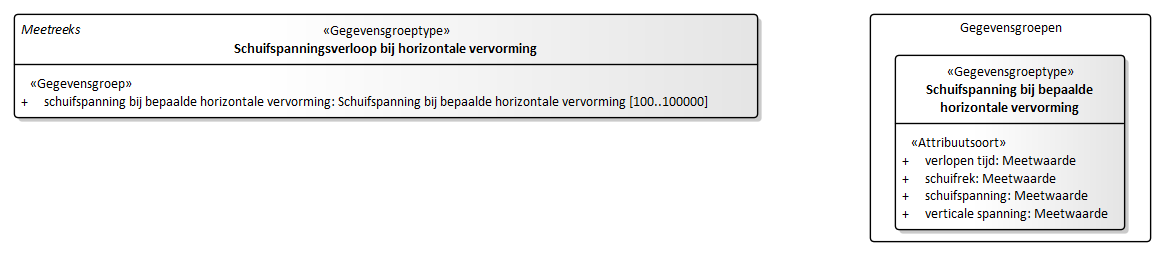 Meetreeks
«Gegevensgroeptype»
Schuifspanningsverloop bij horizontale vervorming
«Gegevensgroep»
+ schuifspanning bij bepaalde horizontale vervorming: Schuifspanning bij bepaalde horizontale vervorming [100..100000]
Gegevensgroepen
«Gegevensgroeptype»
Schuifspanning bij bepaalde
horizontale vervorming
«Attribuutsoort»
+ verlopen tijd: Meetwaarde
+ schuifrek: Meetwaarde
+ schuifspanning: Meetwaarde
+ verticale spanning: Meetwaarde